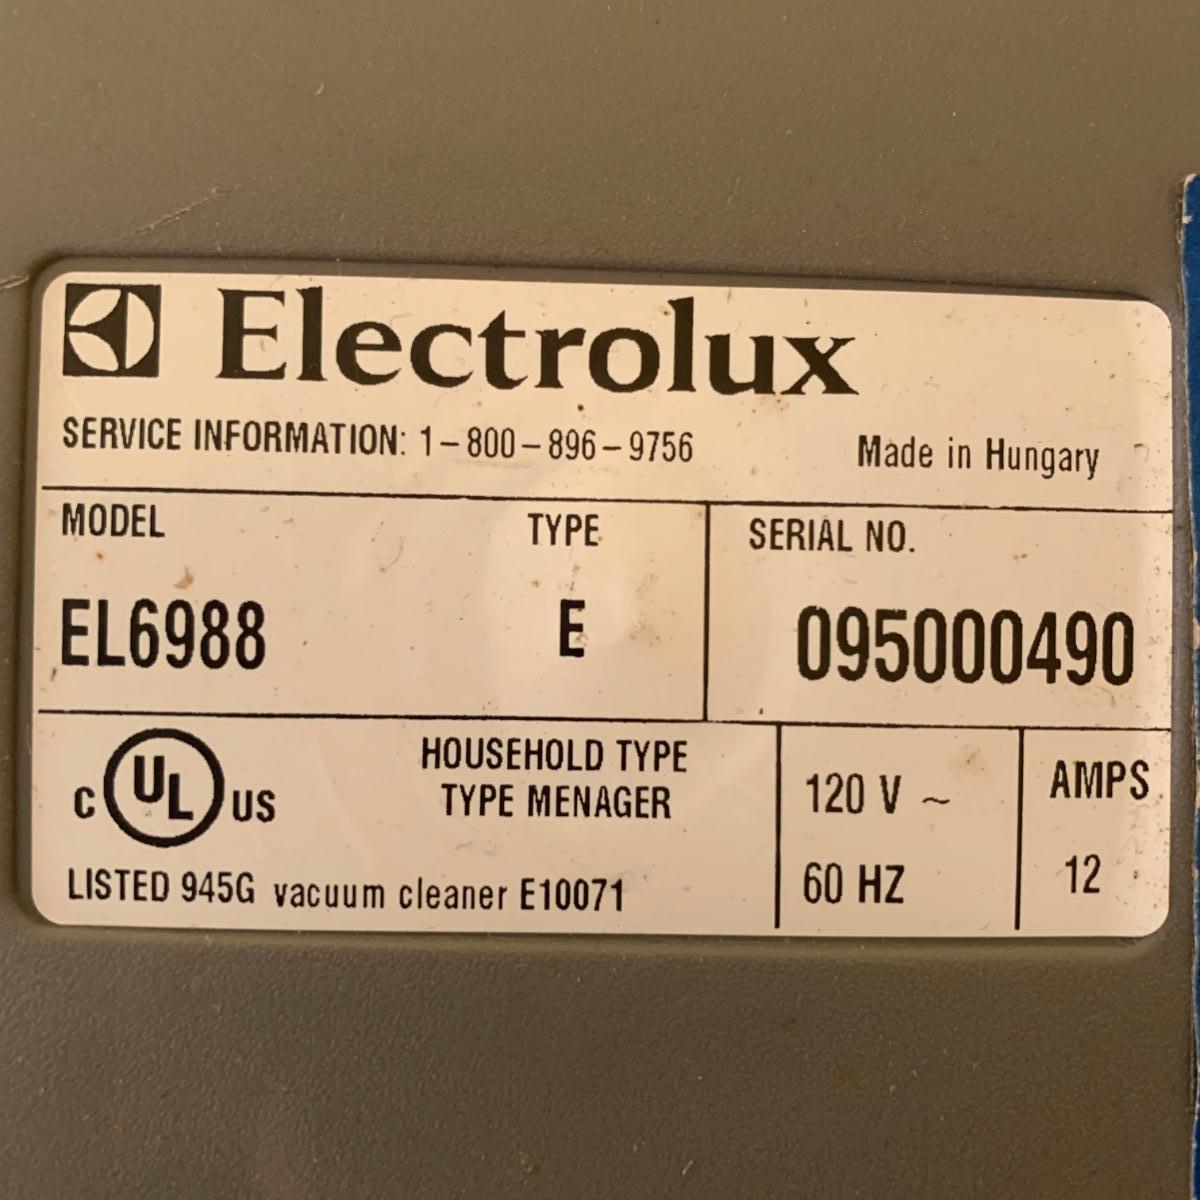 Electrolux
SERVICE INFORMATION: 1-800-896-9756 Made in Hungary
MODEL TYPE SERIAL NO.
EL6988 E 095000490
c UL US
HOUSEHOLD TYPE
TYPE MENAGER
LISTED 945G vacuum cleaner E10071
120 V ~
60 HZ
AMPS
12